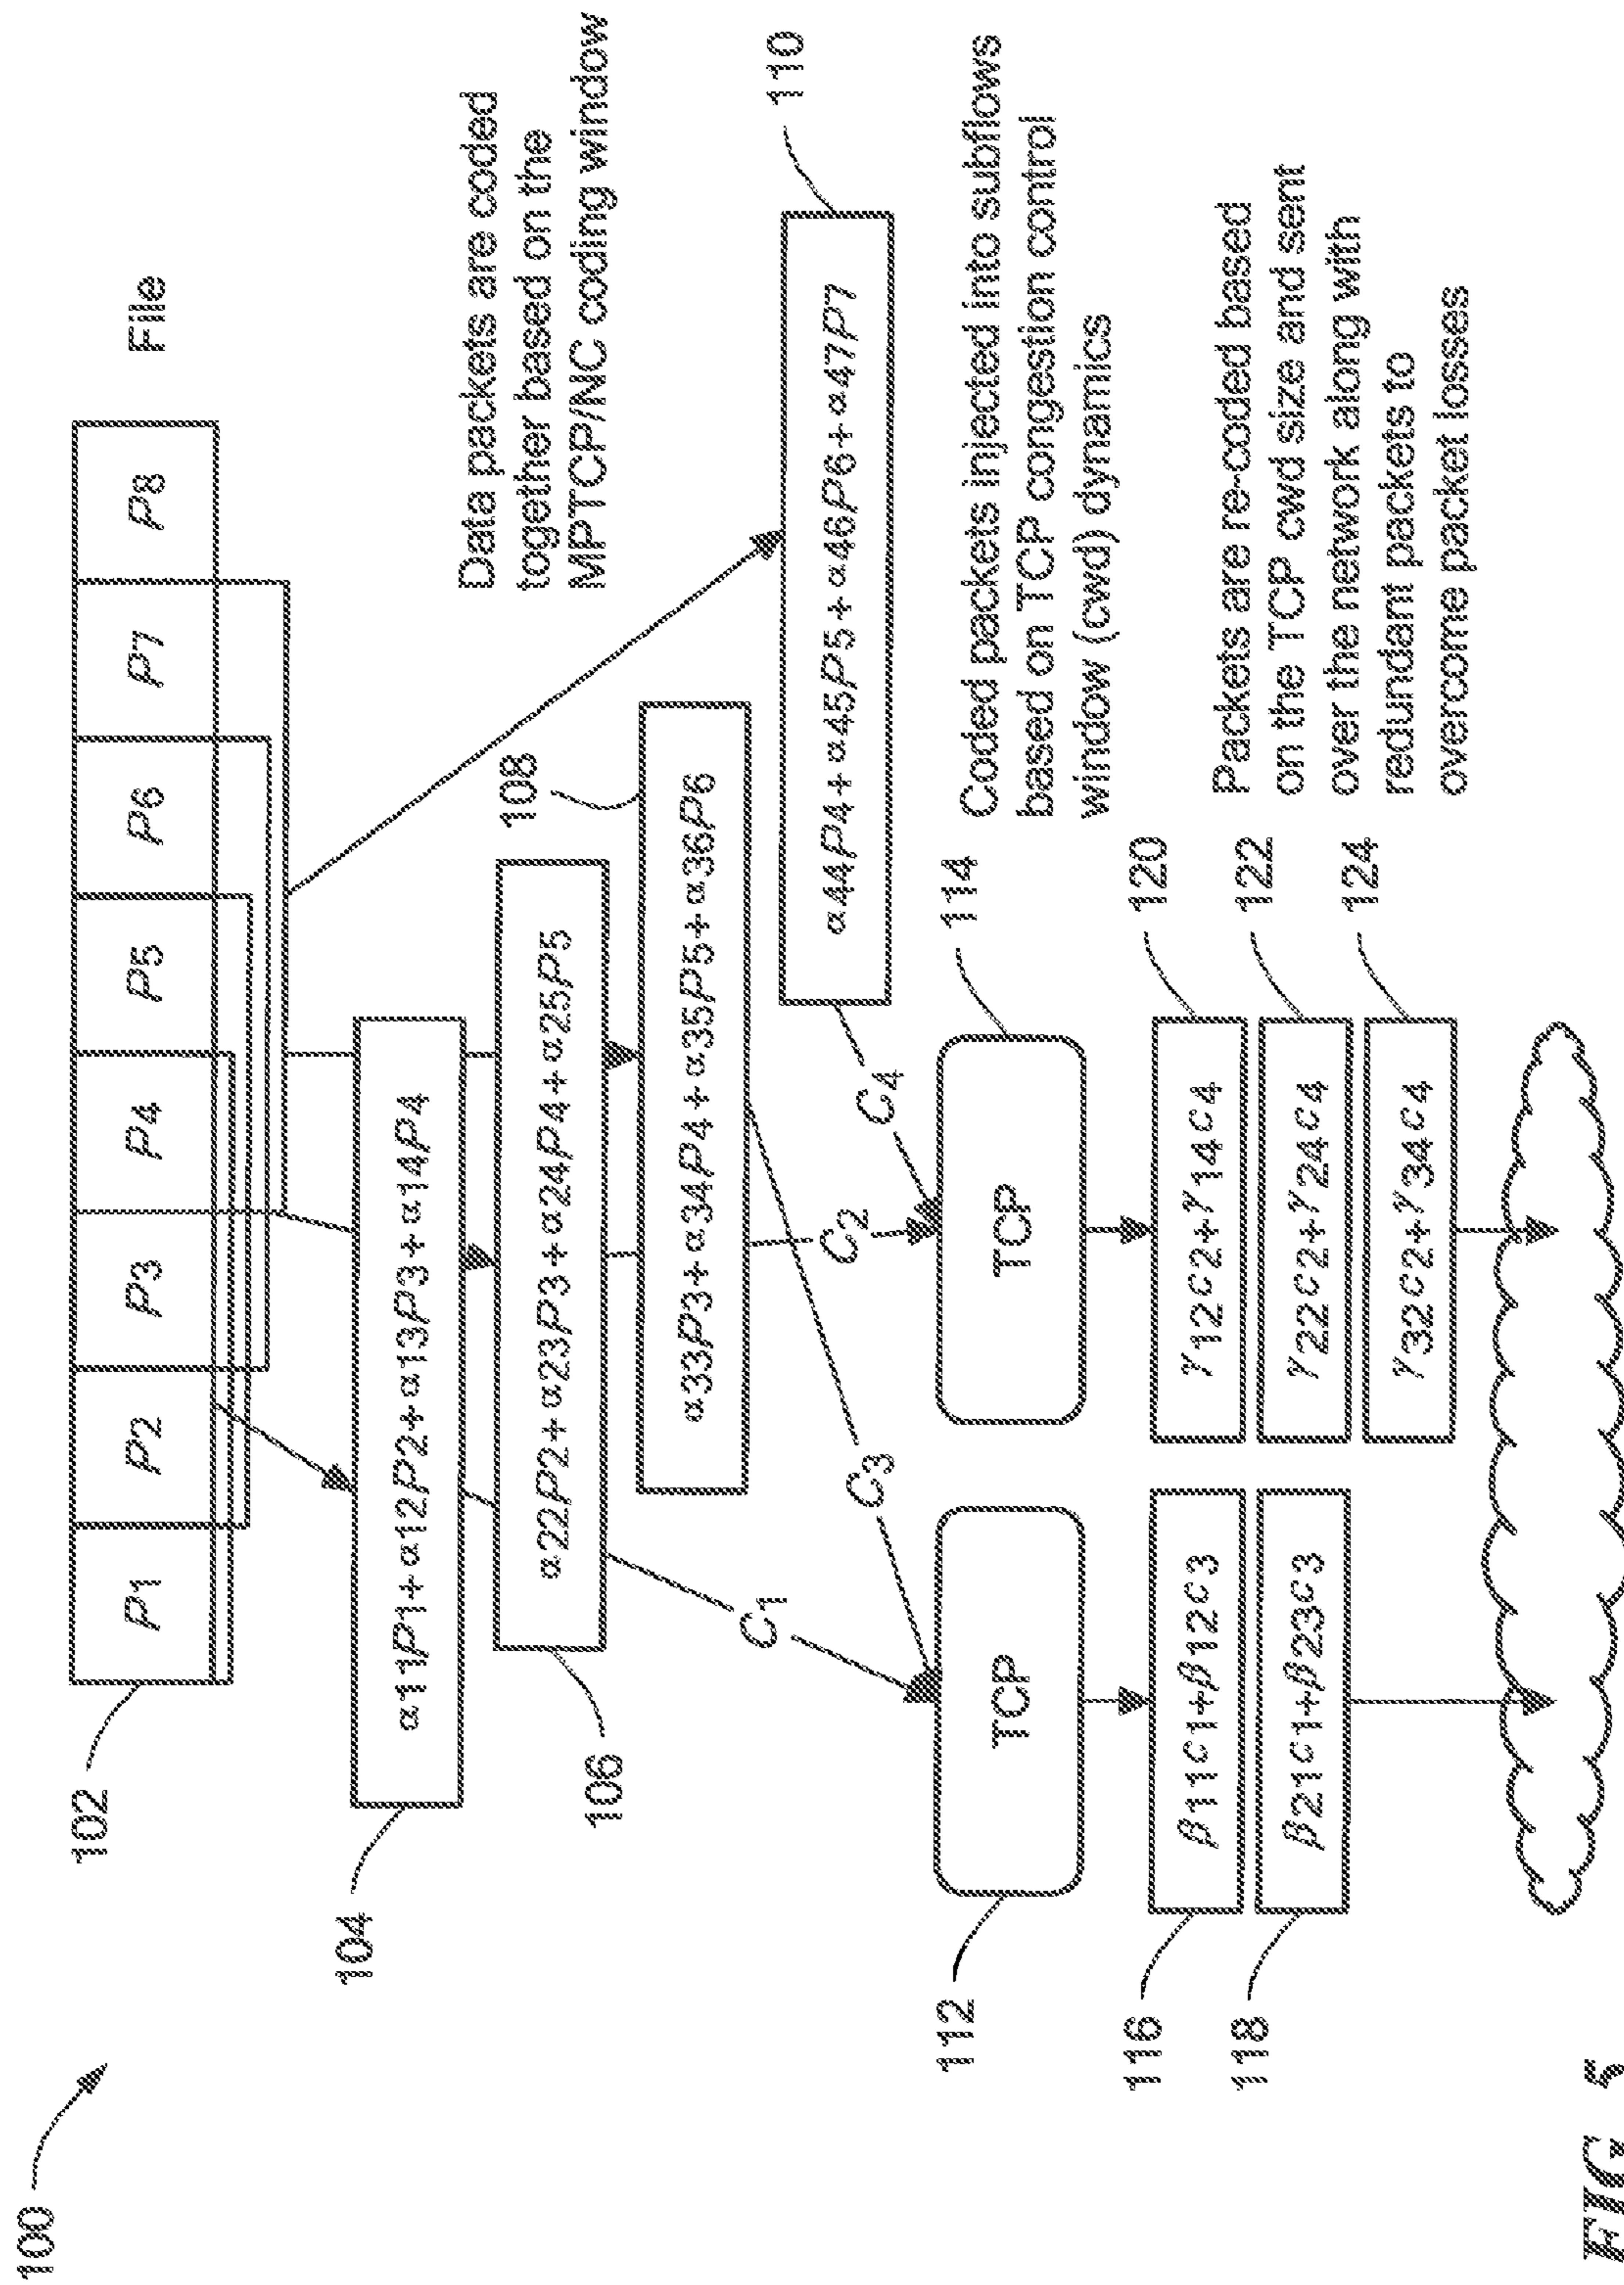 100
102
P1 P2 P3 P4 P5 P6 P7 P8
File
104
α11P1+α12P2+α13P3+α14P4
Data packets are coded
together based on the
MPTCP/NC coding window
106
α22P2+α23P3+α24P4+α25P5
108
α33P3+α34P4+α35P5+α36P6
110
α44P4+α45P5+α46P6+α47P7
C1
C3
C2
C4
112
TCP
114
TCP
Coded packets injected into subflows
based on TCP congestion control
window (cwd) dynamics
116
β11c1+β12c3
118
β21c1+β23c3
γ12c2+γ14c4
120
γ22c2+γ24c4
122
γ32c2+γ34c4
124
Packets are re-coded based
on the TCP cwd size and sent
over the network along with
redundant packets to
overcome packet losses
FIG. 5